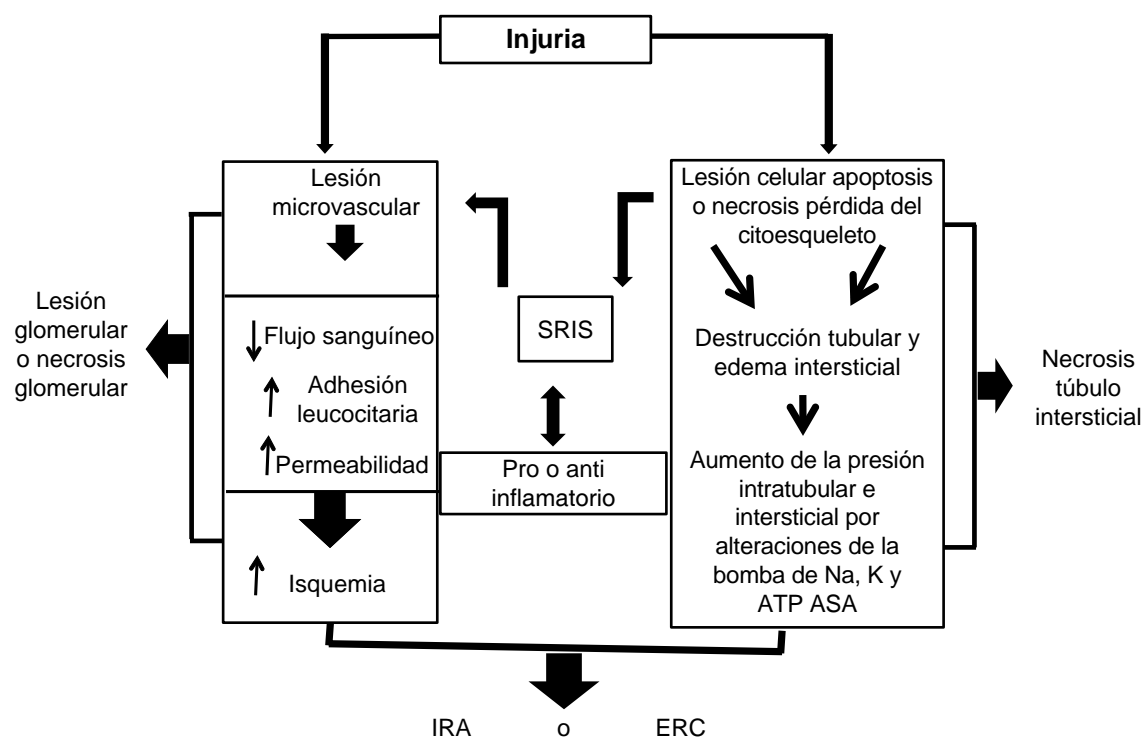 Injuria
Lesión
microvascular
Flujo sanguíneo
Adhesión
leucocitaria
Permeabilidad
Isquemia
Lesión
glomerular
o necrosis
glomerular
SRIS
Pro o anti
inflamatorio
Lesión celular apoptosis
o necrosis pérdida del
citoesqueleto
Destrucción tubular y
edema intersticial
Aumento de la presión
intratubular e
intersticial por
alteraciones de la
bomba de Na, K y
ATP ASA
Necrosis
túbulo
intersticial
IRA o ERC